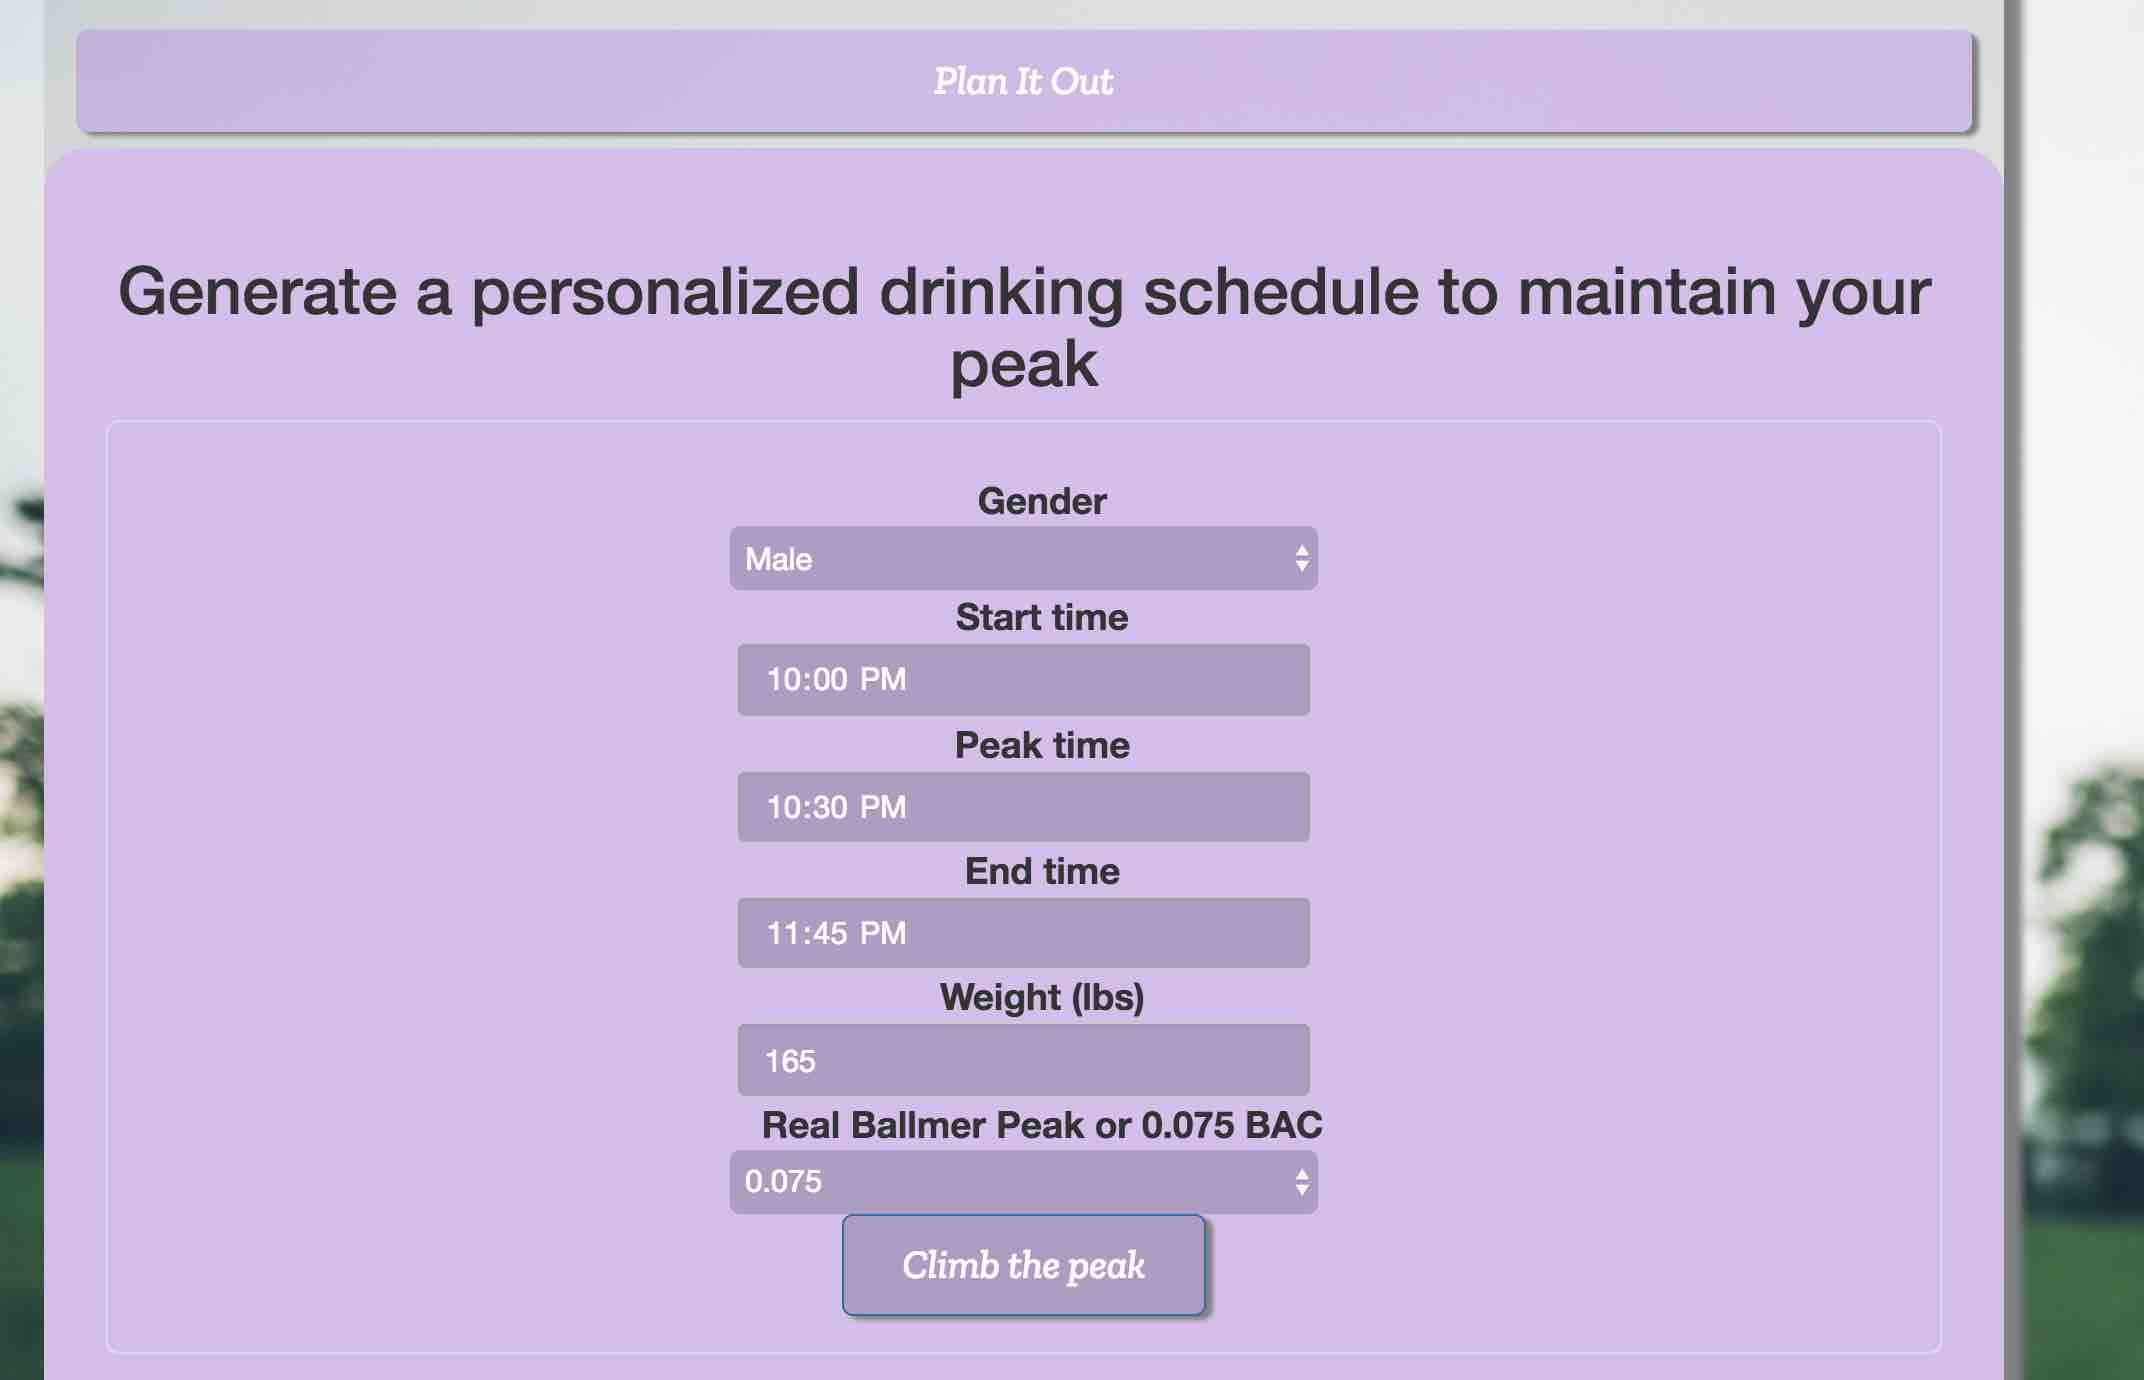 Plan It Out
Generate a personalized drinking schedule to maintain your
peak
Gender
Male
Start time
10:00 PM
Peak time
10:30 PM
End time
11:45 PM
Weight (lbs)
165
Real Ballmer Peak or 0.075 BAC
0.075
Climb the peak